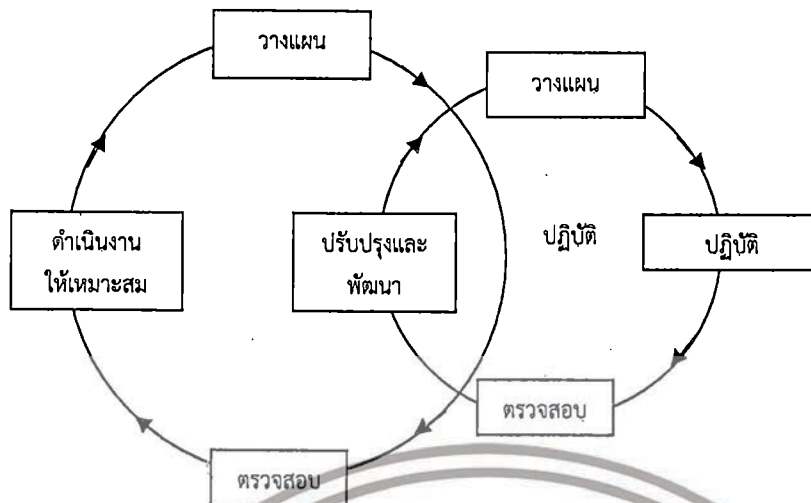 วางแผน
วางแผน
ดำเนินงาน
ให้เหมาะสม
ปรับปรุงและ
พัฒนา
ปฏิบัติ
ปฏิบัติ
ตรวจสอบ
ตรวจสอบ